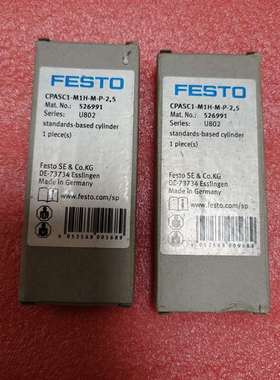 FESTO
CPASC1-M1H-M-P-2,5
Mat. No.: 526991
Series: U802
standards-based cylinder
1 piece(s)
Festo SE & Co.KG
DE-73734 Esslingen
Made in Germany
www.festo.com/sp
FESTO
CPASC1-M1H-M-P-2,5
Mat. No.: 526991
Series: U802
standards-based cylinder
1 piece(s)
Festo SE & Co.KG
DE-73734 Esslingen
Made in Germany
www.festo.com/sp